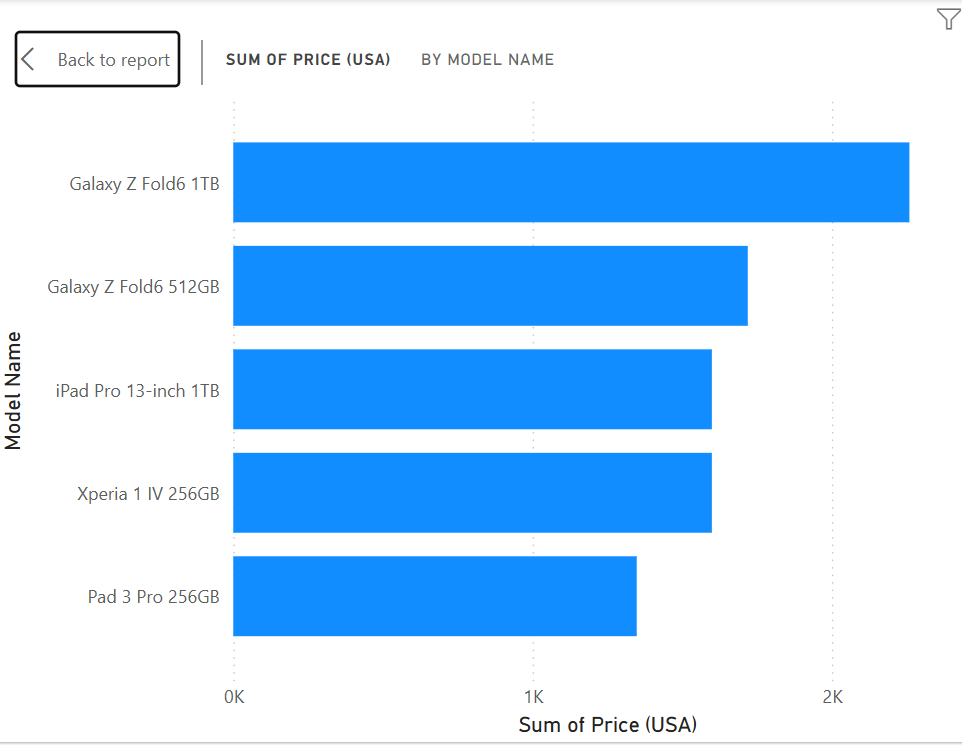 Back to report
SUM OF PRICE (USA)
BY MODEL NAME
Model Name
Galaxy Z Fold6 1TB
Galaxy Z Fold6 512GB
iPad Pro 13-inch 1TB
Xperia 1 IV 256GB
Pad 3 Pro 256GB
0K 1K 2K
Sum of Price (USA)